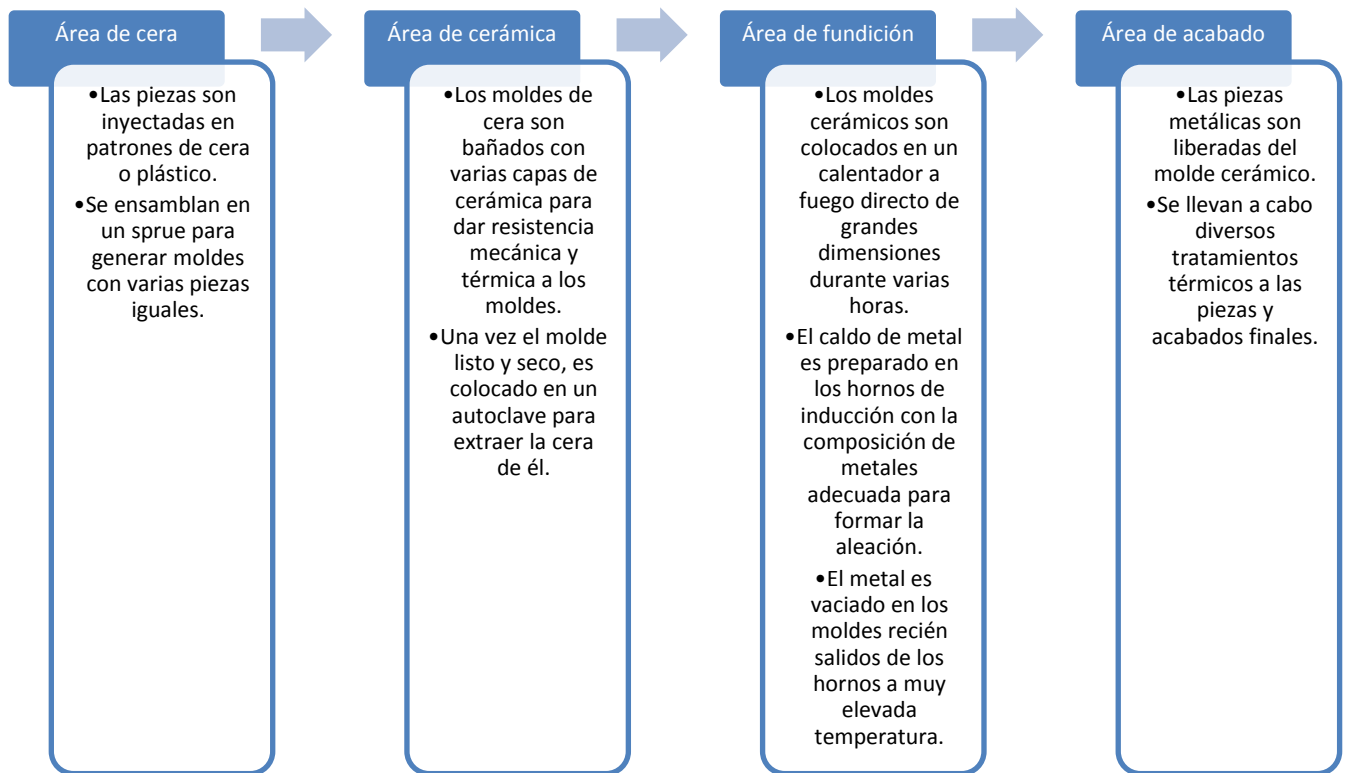 Área de cera
•Las piezas son
inyectadas en
patrones de cera
o plástico.
•Se ensamblan en
un sprue para
generar moldes
con varias piezas
iguales.
Área de cerámica
•Los moldes de
cera son
bañados con
varias capas de
cerámica para
dar resistencia
mecánica y
térmica a los
moldes.
•Una vez el molde
listo y seco, es
colocado en un
autoclave para
extraer la cera
de él.
Área de fundición
•Los moldes
cerámicos son
colocados en un
calentador a
fuego directo de
grandes
dimensiones
durante varias
horas.
•El caldo de metal
es preparado en
los hornos de
inducción con la
composición de
metales
adecuada para
formar la
aleación.
•El metal es
vaciado en los
moldes recién
salidos de los
hornos a muy
elevada
temperatura.
Área de acabado
•Las piezas
metálicas son
liberadas del
molde cerámico.
•Se llevan a cabo
diversos
tratamientos
térmicos a las
piezas y
acabados finales.